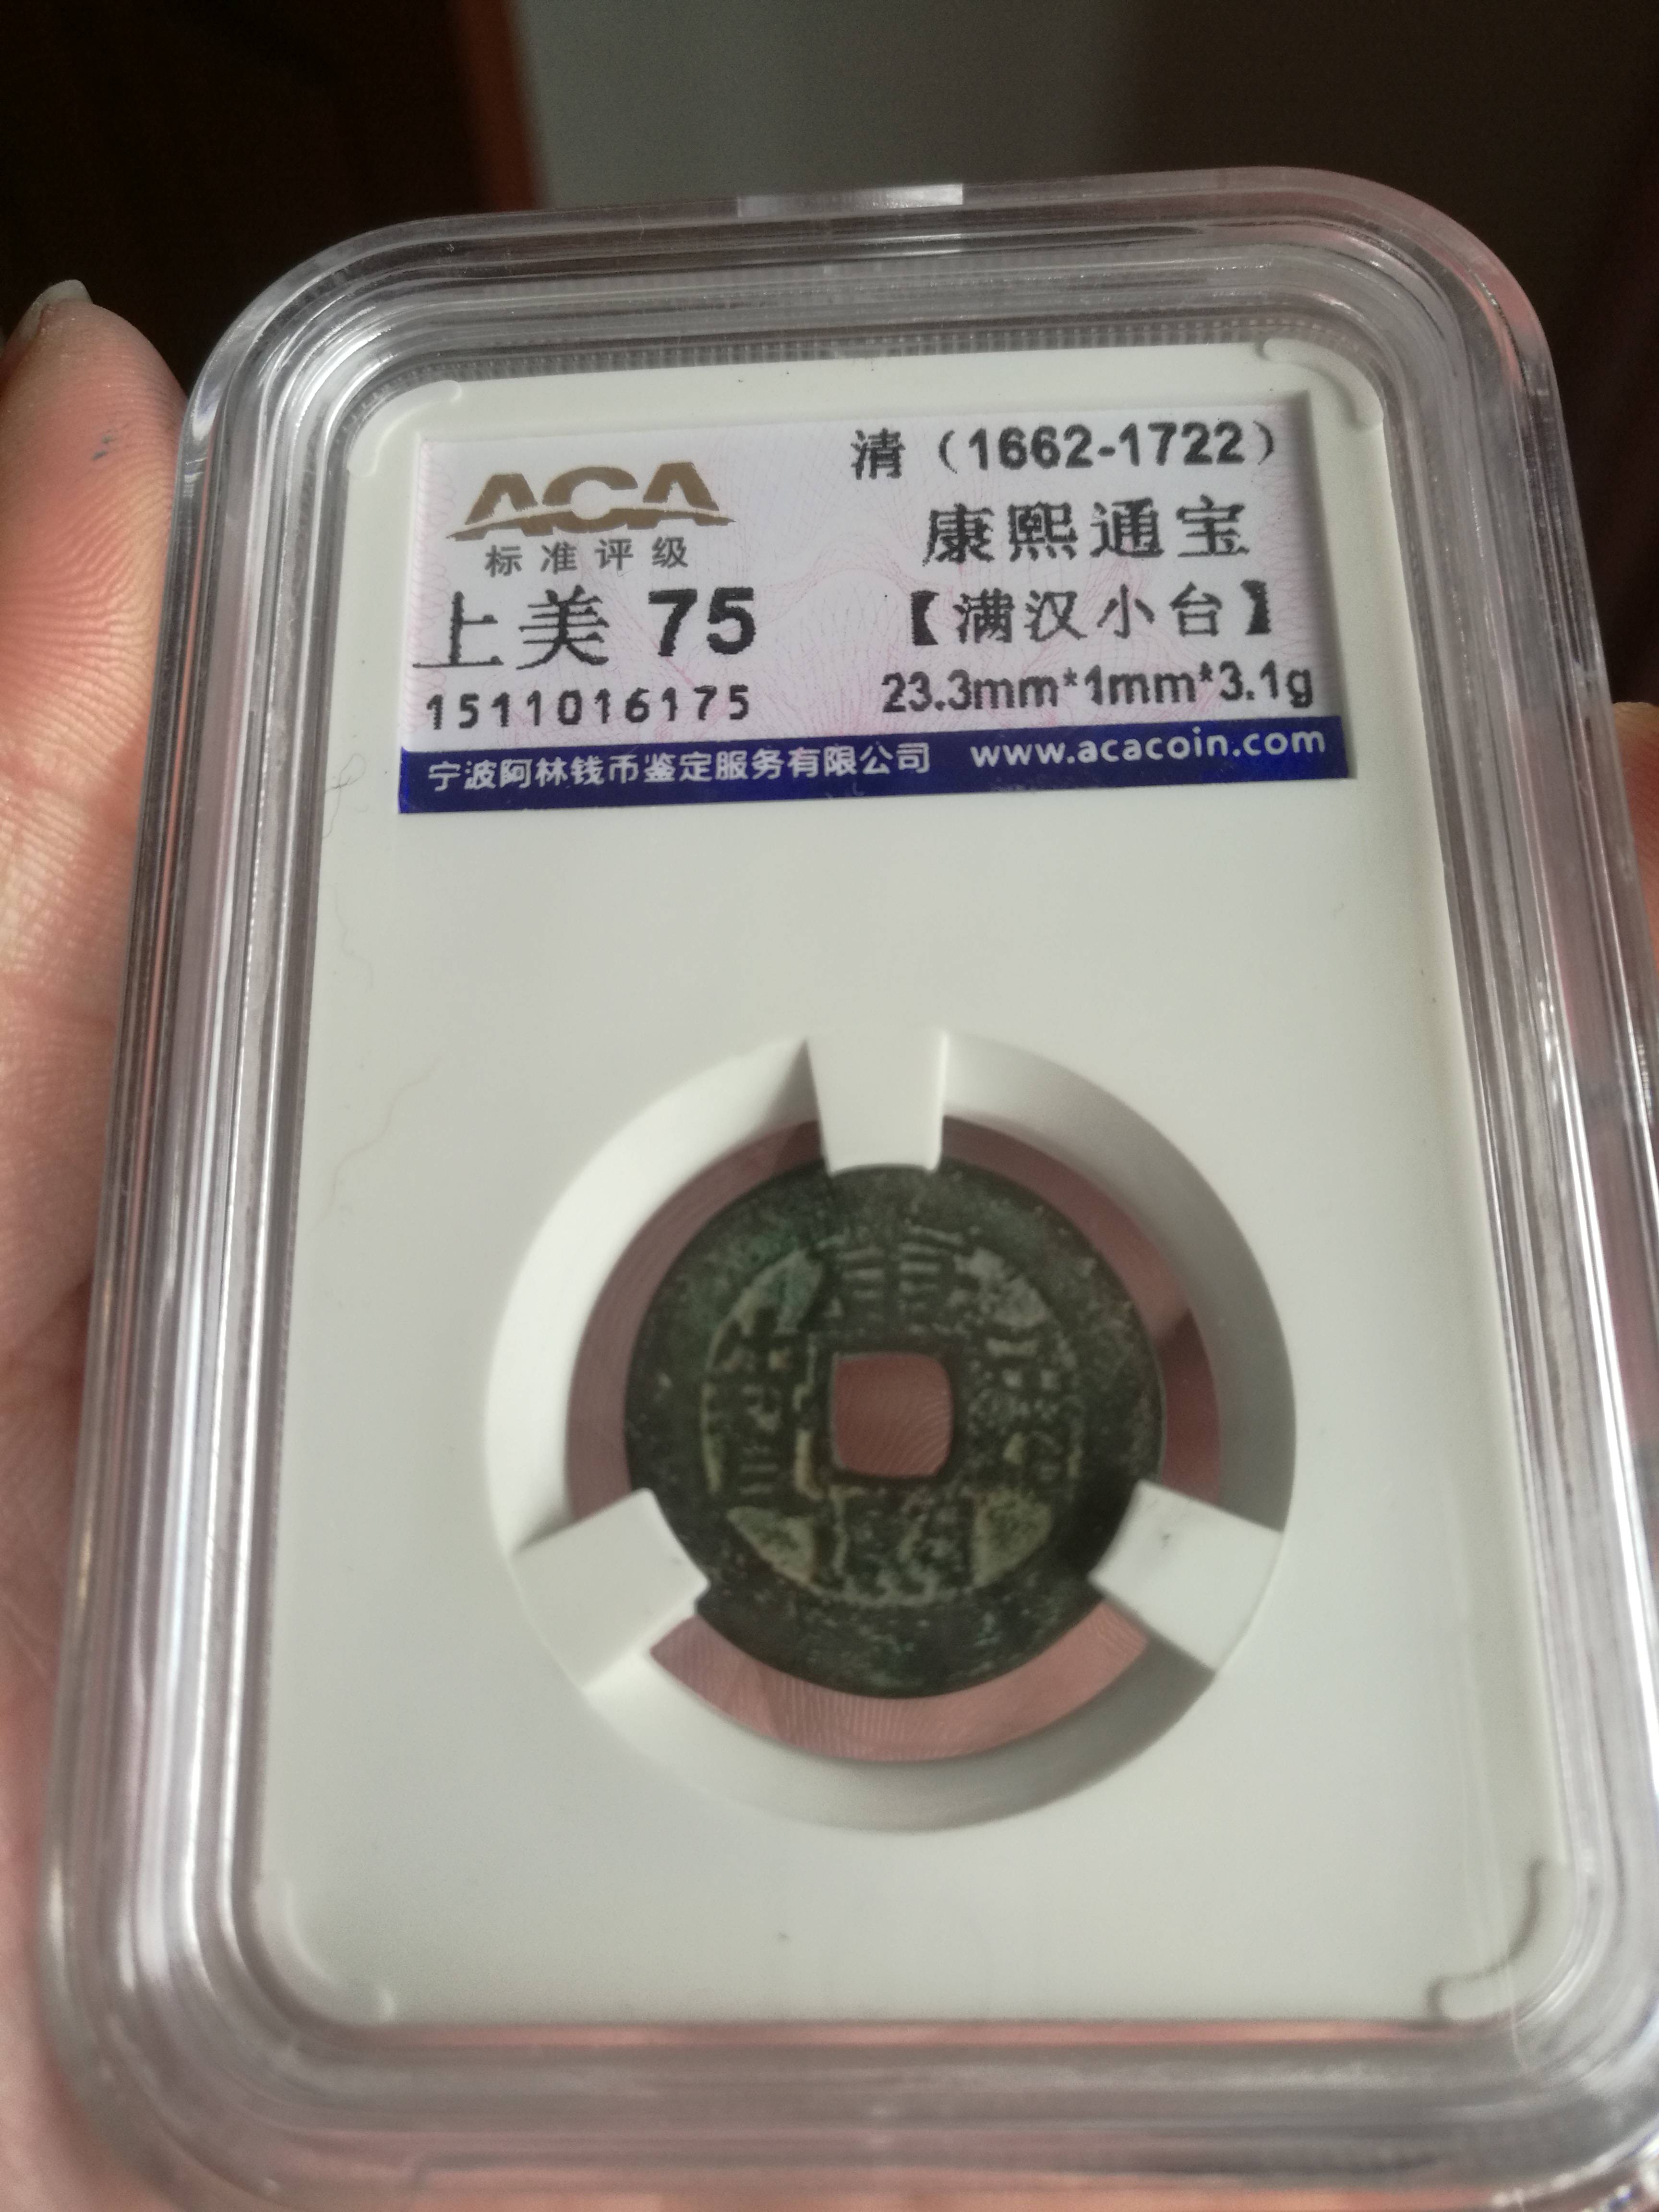 ACA
标准评级
上美 75
1511016175
清（1662-1722）
康熙通宝
【满汉小台】
23.3mm*1mm*3.1g
宁波阿林钱币鉴定服务有限公司 www.acacoin.com